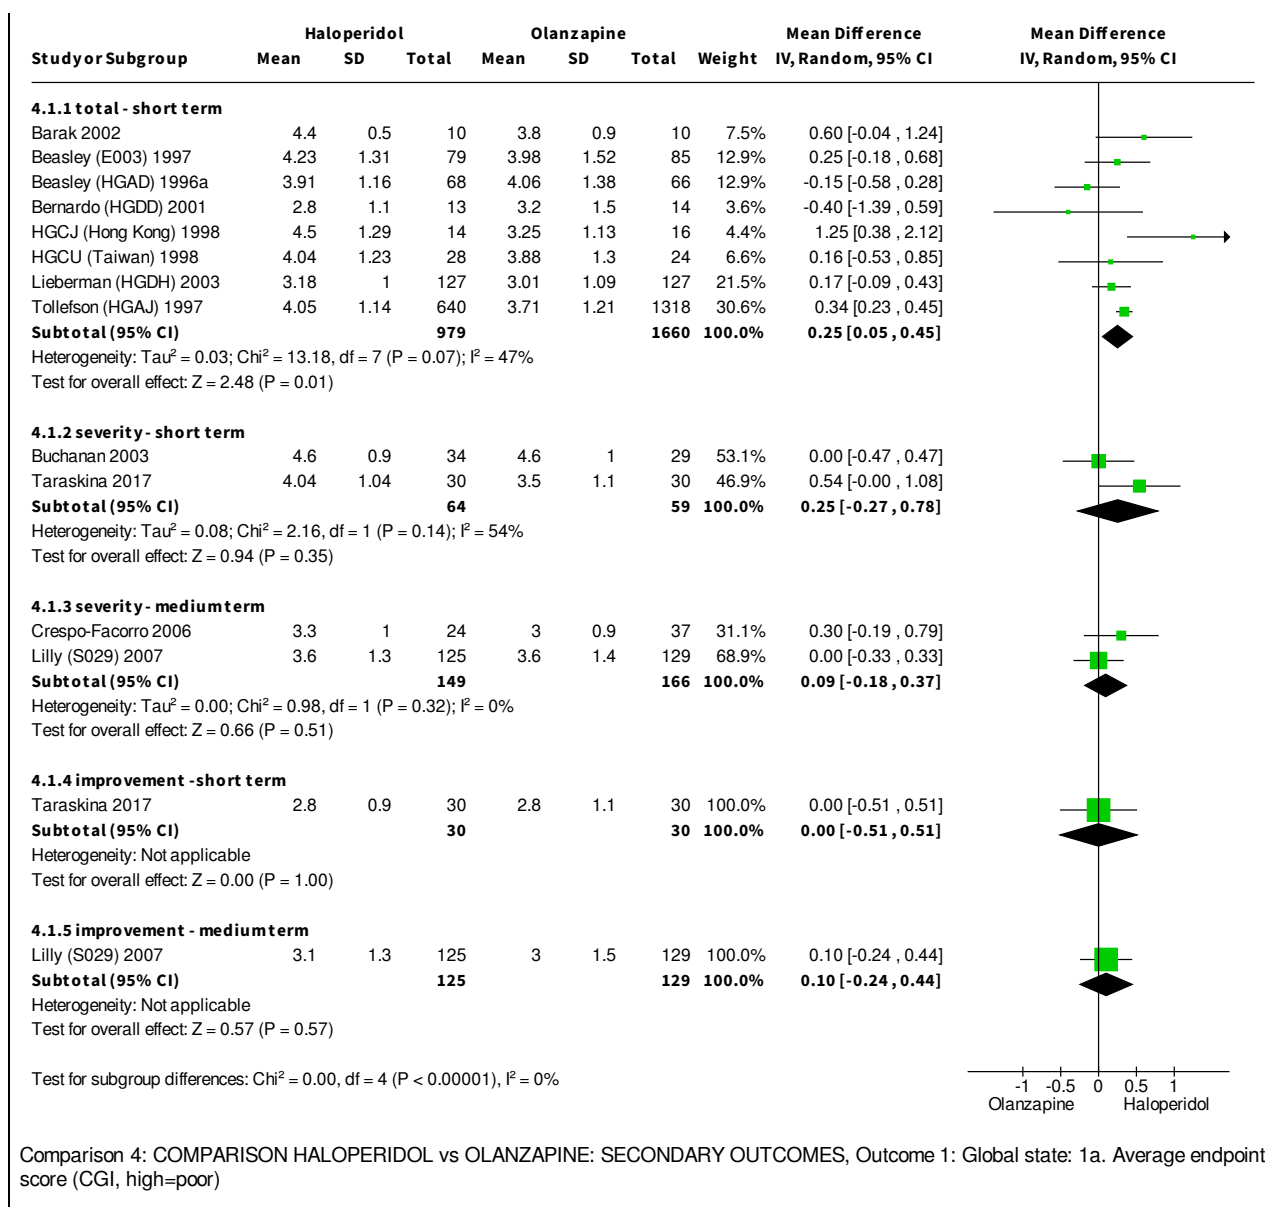 Haloperidol Olanzapine Mean Difference Mean Difference
Study or Subgroup Mean SD Total Mean SD Total Weight IV, Random, 95% CI IV, Random, 95% CI
4.1.1 total - short term
Barak 2002 4.4 0.5 10 3.8 0.9 10 7.5% 0.60 [-0.04 , 1.24]
Beasley (E003) 1997 4.23 1.31 79 3.98 1.52 85 12.9% 0.25 [-0.18 , 0.68]
Beasley (HGAD) 1996a 3.91 1.16 68 4.06 1.38 66 12.9% -0.15 [-0.58 , 0.28]
Bernardo (HGDD) 2001 2.8 1.1 13 3.2 1.5 14 3.6% -0.40 [-1.39 , 0.59]
HGCJ (Hong Kong) 1998 4.5 1.29 14 3.25 1.13 16 4.4% 1.25 [0.38 , 2.12]
HGCU (Taiwan) 1998 4.04 1.23 28 3.88 1.3 24 6.6% 0.16 [-0.53 , 0.85]
Lieberman (HGDH) 2003 3.18 1 127 3.01 1.09 127 21.5% 0.17 [-0.09 , 0.43]
Tollefson (HGAJ) 1997 4.05 1.14 640 3.71 1.21 1318 30.6% 0.34 [0.23 , 0.45]
Subtotal (95% CI) 979 1660 100.0% 0.25 [0.05 , 0.45]
Heterogeneity: Tau² = 0.03; Chi² = 13.18, df = 7 (P = 0.07); I² = 47%
Test for overall effect: Z = 2.48 (P = 0.01)
4.1.2 severity - short term
Buchanan 2003 4.6 0.9 34 4.6 1 29 53.1% 0.00 [-0.47 , 0.47]
Taraskina 2017 4.04 1.04 30 3.5 1.1 30 46.9% 0.54 [-0.00 , 1.08]
Subtotal (95% CI) 64 59 100.0% 0.25 [-0.27 , 0.78]
Heterogeneity: Tau² = 0.08; Chi² = 2.16, df = 1 (P = 0.14); I² = 54%
Test for overall effect: Z = 0.94 (P = 0.35)
4.1.3 severity - medium term
Crespo-Facorro 2006 3.3 1 24 3 0.9 37 31.1% 0.30 [-0.19 , 0.79]
Lilly (S029) 2007 3.6 1.3 125 3.6 1.4 129 68.9% 0.00 [-0.33 , 0.33]
Subtotal (95% CI) 149 166 100.0% 0.09 [-0.18 , 0.37]
Heterogeneity: Tau² = 0.00; Chi² = 0.98, df = 1 (P = 0.32); I² = 0%
Test for overall effect: Z = 0.66 (P = 0.51)
4.1.4 improvement - short term
Taraskina 2017 2.8 0.9 30 2.8 1.1 30 100.0% 0.00 [-0.51 , 0.51]
Subtotal (95% CI) 30 30 100.0% 0.00 [-0.51 , 0.51]
Heterogeneity: Not applicable
Test for overall effect: Z = 0.00 (P = 1.00)
4.1.5 improvement - medium term
Lilly (S029) 2007 3.1 1.3 125 3 1.5 129 100.0% 0.10 [-0.24 , 0.44]
Subtotal (95% CI) 125 129 100.0% 0.10 [-0.24 , 0.44]
Heterogeneity: Not applicable
Test for overall effect: Z = 0.57 (P = 0.57)
Test for subgroup differences: Chi² = 0.00, df = 4 (P < 0.00001), I² = 0%
-1 -0.5 0 0.5 1
Olanzapine Haloperidol
Comparison 4: COMPARISON HALOPERIDOL vs OLANZAPINE: SECONDARY OUTCOMES, Outcome 1: Global state: 1a. Average endpoint
score (CGI, high=poor)